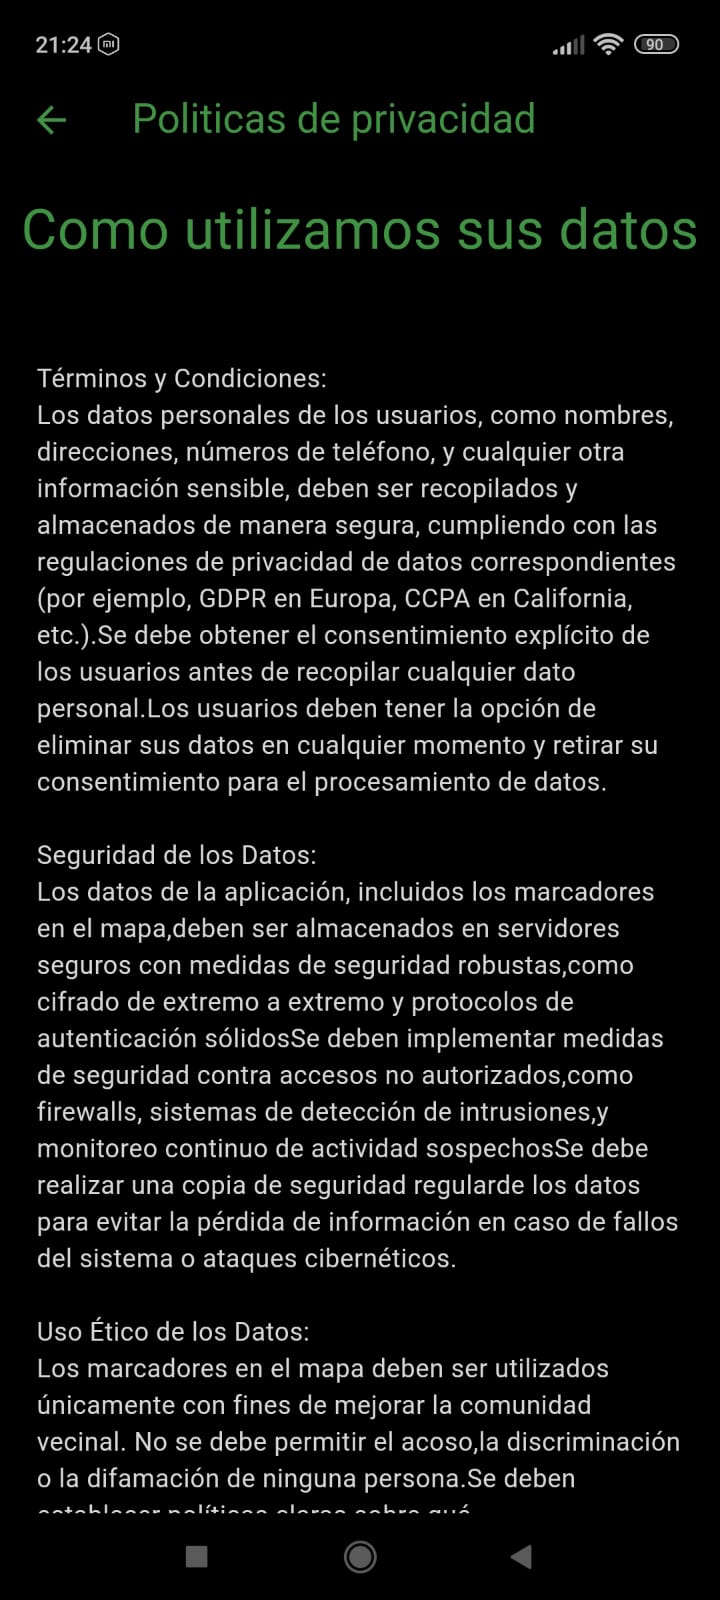 21:24
90
Politicas de privacidad
Como utilizamos sus datos
Términos y Condiciones:
Los datos personales de los usuarios, como nombres,
direcciones, números de teléfono, y cualquier otra
información sensible, deben ser recopilados y
almacenados de manera segura, cumpliendo con las
regulaciones de privacidad de datos correspondientes
(por ejemplo, GDPR en Europa, CCPA en California,
etc.).Se debe obtener el consentimiento explícito de
los usuarios antes de recopilar cualquier dato
personal.Los usuarios deben tener la opción de
eliminar sus datos en cualquier momento y retirar su
consentimiento para el procesamiento de datos.
Seguridad de los Datos:
Los datos de la aplicación, incluidos los marcadores
en el mapa,deben ser almacenados en servidores
seguros con medidas de seguridad robustas,como
cifrado de extremo a extremo y protocolos de
autenticación sólidosSe deben implementar medidas
de seguridad contra accesos no autorizados,como
firewalls, sistemas de detección de intrusiones,y
monitoreo continuo de actividad sospechosSe debe
realizar una copia de seguridad regularde los datos
para evitar la pérdida de información en caso de fallos
del sistema o ataques cibernéticos.
Uso Ético de los Datos:
Los marcadores en el mapa deben ser utilizados
únicamente con fines de mejorar la comunidad
vecinal. No se debe permitir el acoso,la discriminación
o la difamación de ninguna persona.Se deben
establecer políticas claras sobre qué